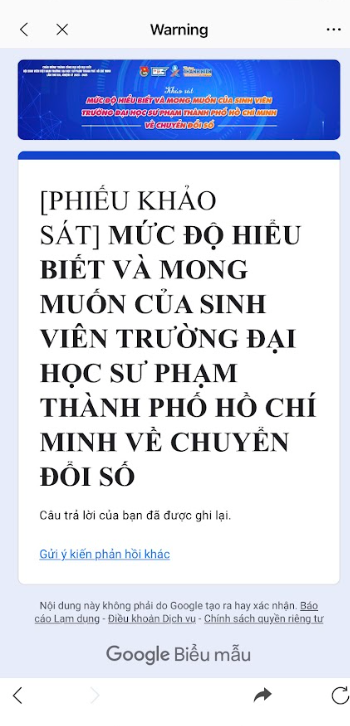 Warning
Khảo sát
MỨC ĐỘ HIỂU BIẾT VÀ MONG MUỐN CỦA SINH VIÊN
TRƯỜNG ĐẠI HỌC SƯ PHẠM THÀNH PHỐ HỒ CHÍ MINH
VỀ CHUYỂN ĐỔI SỐ
[PHIẾU KHẢO
SÁT] MỨC ĐỘ HIỂU
BIẾT VÀ MONG
MUỐN CỦA SINH
VIÊN TRƯỜNG ĐẠI
HỌC SƯ PHẠM
THÀNH PHỐ HỒ CHÍ
MINH VỀ CHUYỂN
ĐỔI SỐ
Câu trả lời của bạn đã được ghi lại.
Gửi ý kiến phản hồi khác
Nội dung này không phải do Google tạo ra hay xác nhận. Báo
cáo Lạm dụng - Điều khoản Dịch vụ - Chính sách quyền riêng tư
Google Biểu mẫu